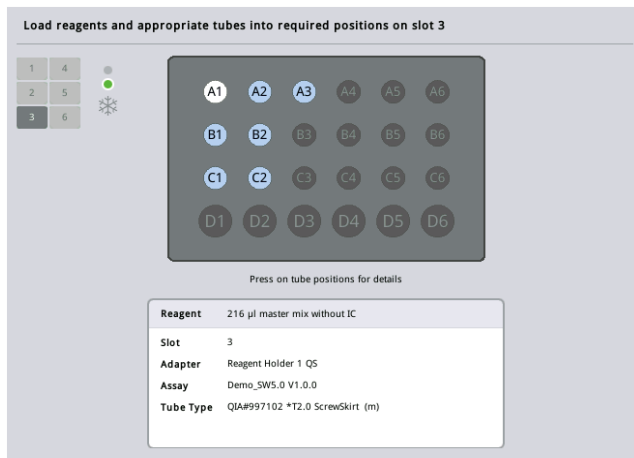 Load reagents and appropriate tubes into required positions on slot 3
1 4
2 5
3 6
A1 A2 A3 A4 A5 A6
B1 B2 B3 B4 B5 B6
C1 C2 C3 C4 C5 C6
D1 D2 D3 D4 D5 D6
Press on tube positions for details
Reagent 216 µl master mix without IC
Slot 3
Adapter Reagent Holder 1 QS
Assay Demo_SW5.0 V1.0.0
Tube Type QIA#997102 *T2.0 ScrewSkirt (m)